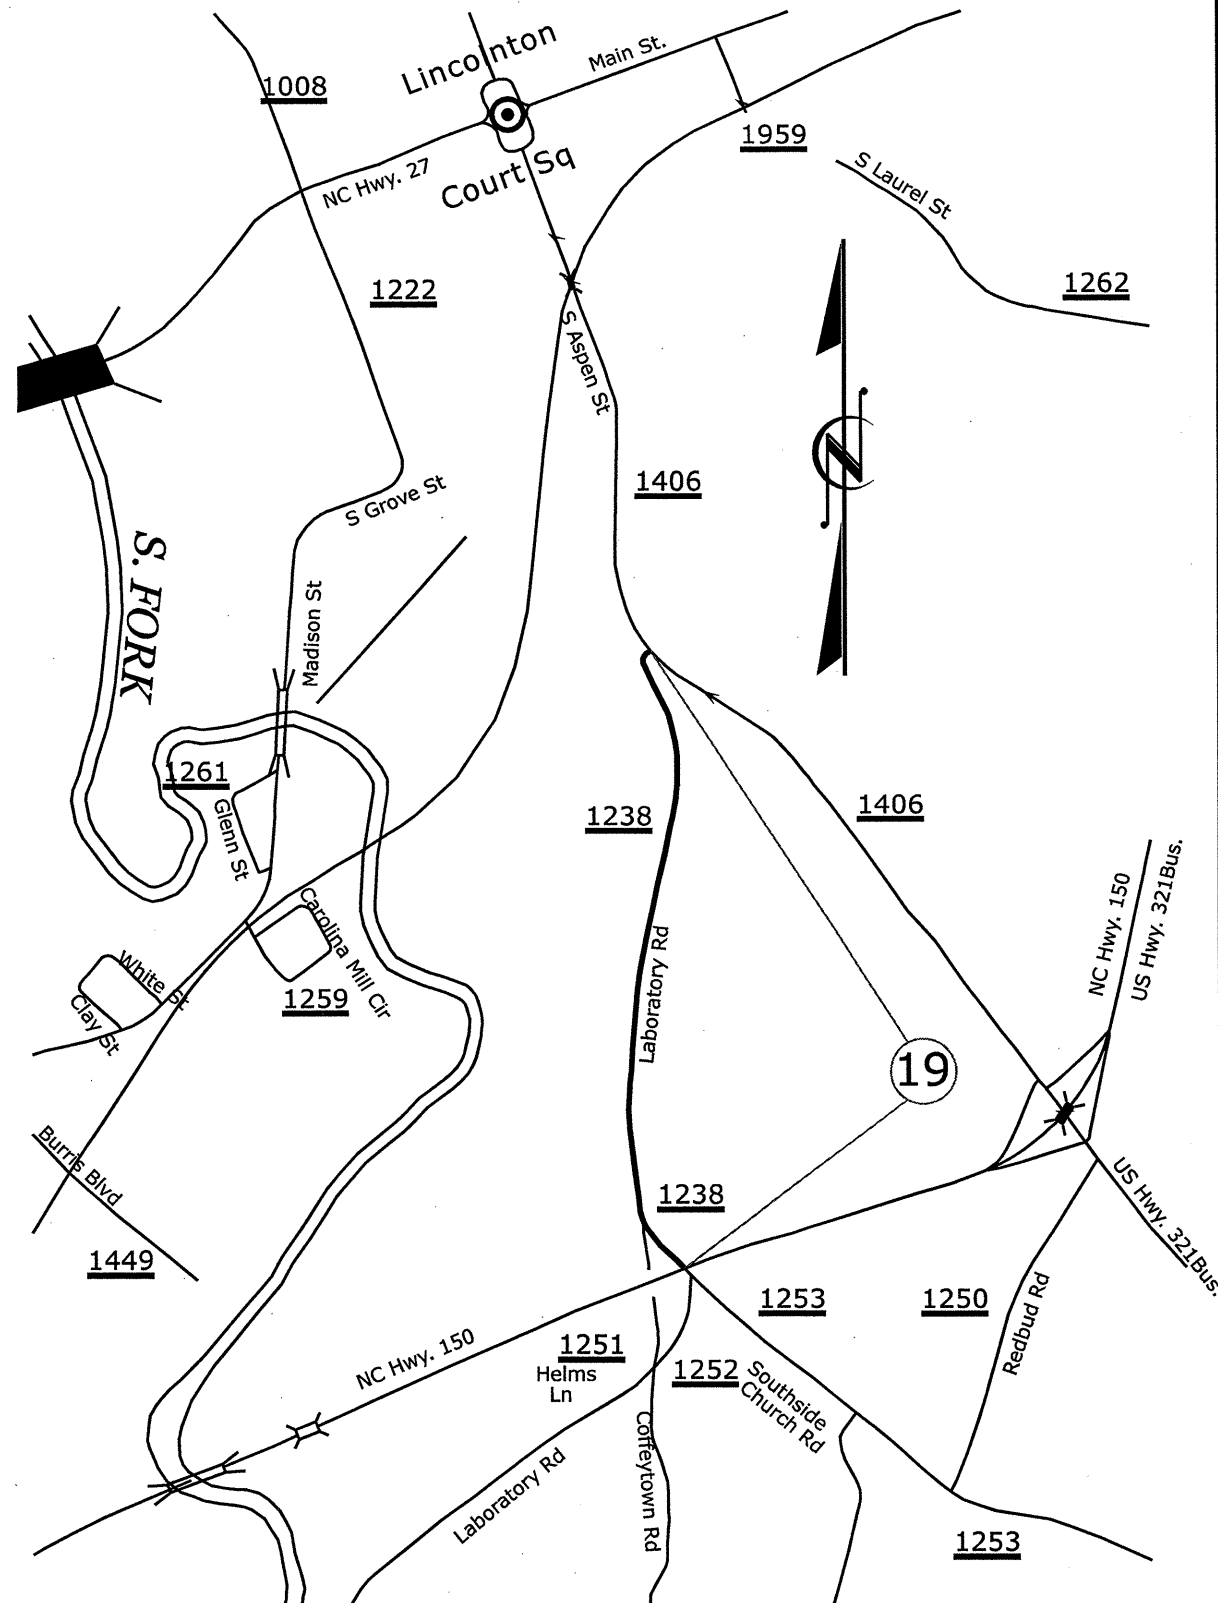 Lincolnton
Main St.
1008
1959
NC Hwy. 27
Court Sq
S Laurel St
1222
1262
S Aspen St
1406
S Grove St
N
S. FORK
Madison St
1261
Glenn St
1238
1406
Carolina Mill Cir
NC Hwy. 150
US Hwy. 321Bus.
Laboratory Rd
White St
Clay St
1259
19
Burris Blvd
1238
US Hwy. 321Bus.
1449
1253
1250
Redbud Rd
NC Hwy. 150
1251
Helms
Ln
1252
Southside
Church Rd
Coffeytown Rd
Laboratory Rd
1253